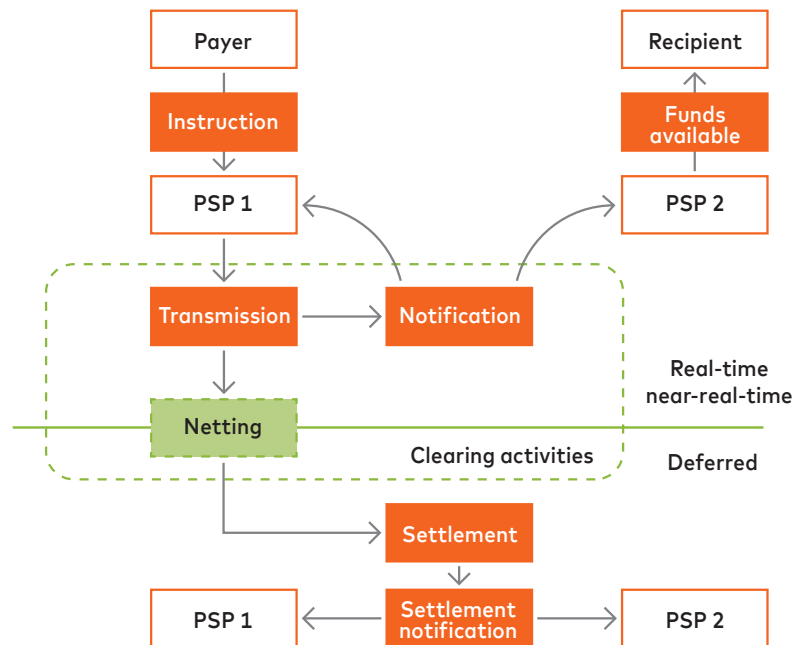 Payer
Recipient
Instruction
Funds
available
PSP 1
PSP 2
Transmission
Notification
Real-time
near-real-time
Netting
Clearing activities
Deferred
Settlement
PSP 1
Settlement
notification
PSP 2